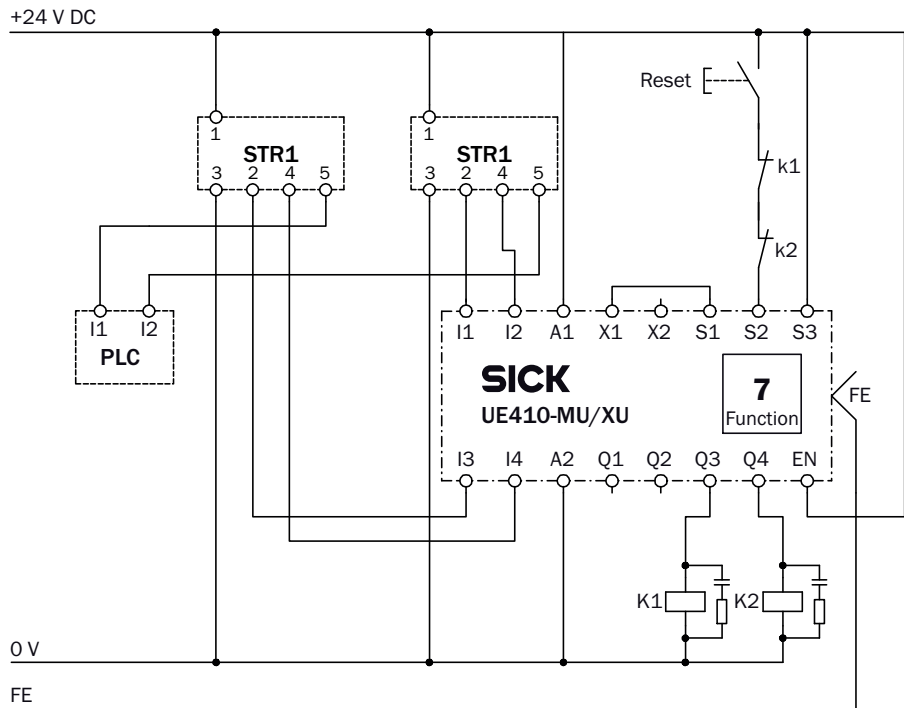 +24 V DC
Reset
1
STR1
3 2 4 5
1
STR1
3 2 4 5
k1
k2
I1 I2
PLC
I1 I2 A1 X1 X2 S1 S2 S3
SICK
UE410-MU/XU
7
Function
FE
I3 I4 A2 Q1 Q2 Q3 Q4 EN
K1
K2
0 V
FE